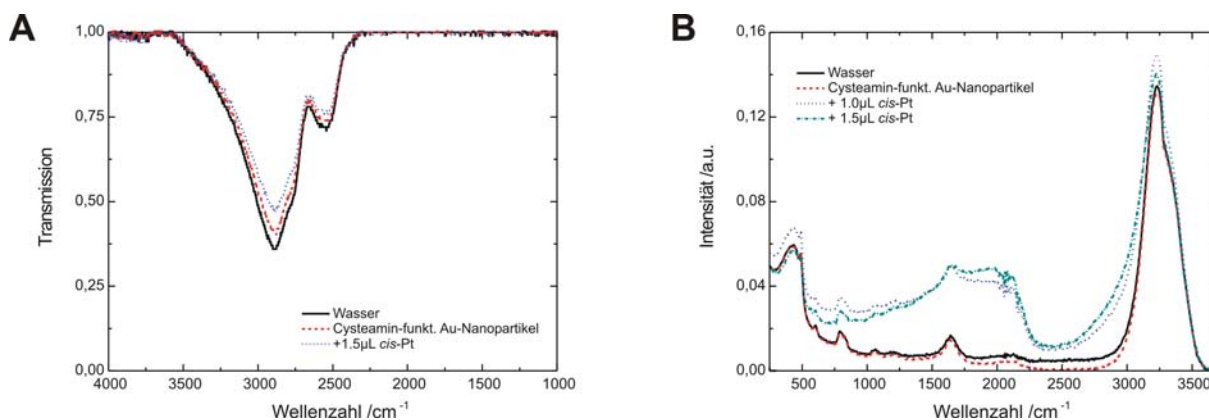 A
1,00
0,75
0,50
0,25
0,00
Transmission
Wasser
Cysteamin-funkt. Au-Nanopartikel
+1.5µL cis-Pt
4000 3500 3000 2500 2000 1500 1000
Wellenzahl /cm⁻¹
B
0,16
0,12
0,08
0,04
0,00
Intensität /a.u.
Wasser
Cysteamin-funkt. Au-Nanopartikel
+ 1.0µL cis-Pt
+ 1.5µL cis-Pt
500 1000 1500 2000 2500 3000 3500
Wellenzahl /cm⁻¹